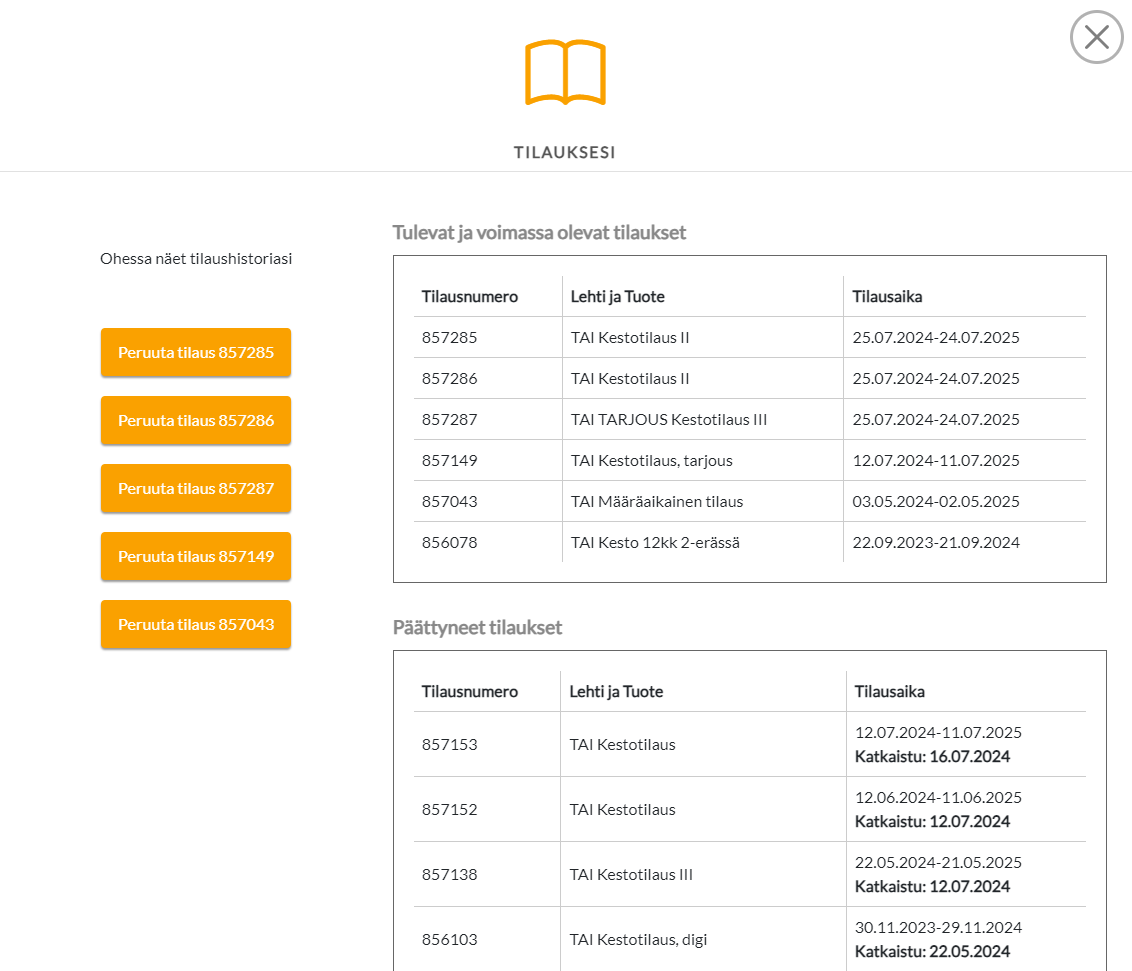 TILAUKSESI
Ohessa näet tilaushistoriasi
Peruuta tilaus 857285
Peruuta tilaus 857286
Peruuta tilaus 857287
Peruuta tilaus 857149
Peruuta tilaus 857043
Tulevat ja voimassa olevat tilaukset
Tilausnumero Lehti ja Tuote Tilausaika
857285 TAI Kestotilaus II 25.07.2024-24.07.2025
857286 TAI Kestotilaus II 25.07.2024-24.07.2025
857287 TAI TARJOUS Kestotilaus III 25.07.2024-24.07.2025
857149 TAI Kestotilaus, tarjous 12.07.2024-11.07.2025
857043 TAI Määräaikainen tilaus 03.05.2024-02.05.2025
856078 TAI Kesto 12kk 2-erässä 22.09.2023-21.09.2024
Päättyneet tilaukset
Tilausnumero Lehti ja Tuote Tilausaika
857153 TAI Kestotilaus 12.07.2024-11.07.2025
Katkaistu: 16.07.2024
857152 TAI Kestotilaus 12.06.2024-11.06.2025
Katkaistu: 12.07.2024
857138 TAI Kestotilaus III 22.05.2024-21.05.2025
Katkaistu: 12.07.2024
856103 TAI Kestotilaus, digi 30.11.2023-29.11.2024
Katkaistu: 22.05.2024